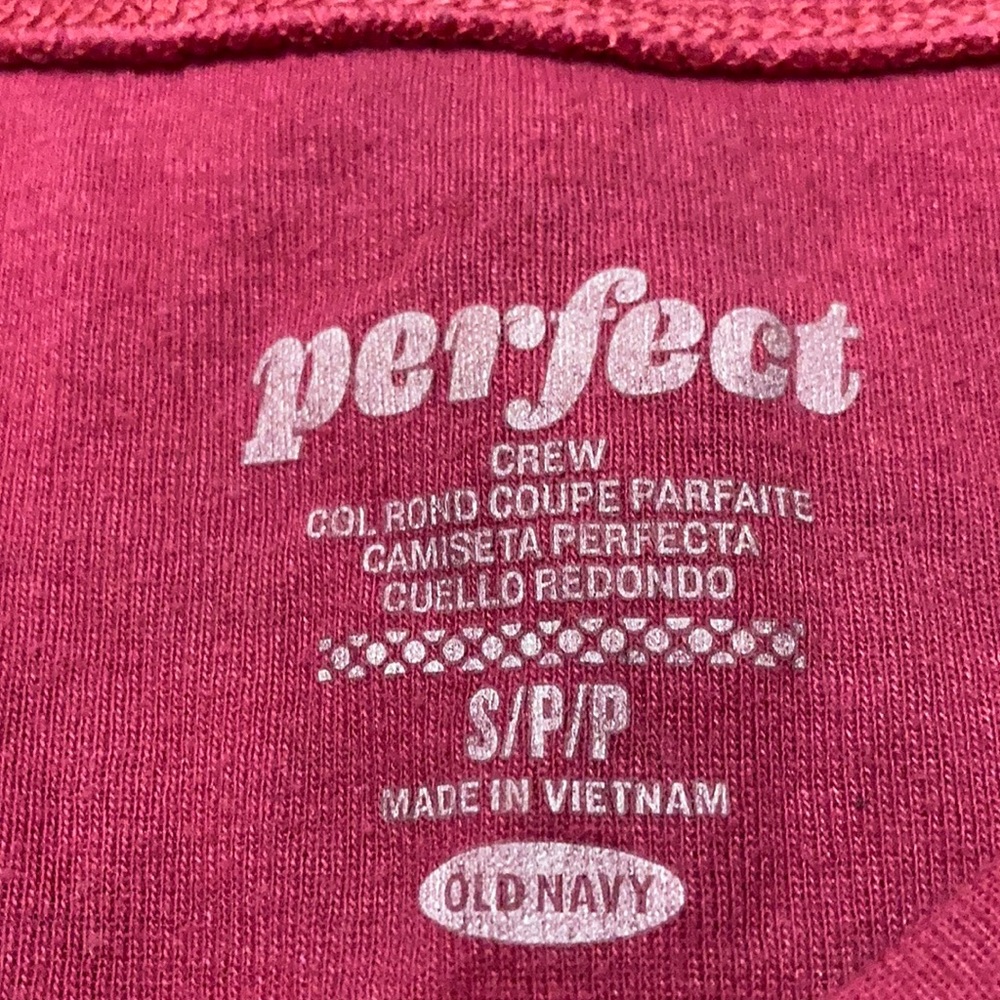 perfect
CREW
COL ROND COUPE PARFAITE
CAMISETA PERFECTA
CUELLO REDONDO
S/P/P
MADE IN VIETNAM
OLD NAVY